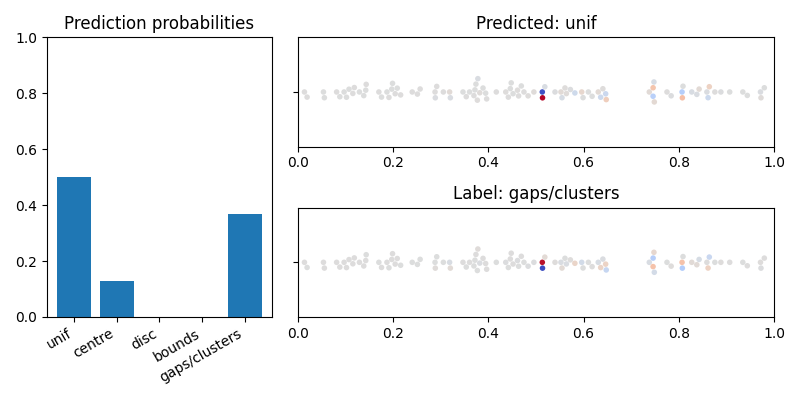 Prediction probabilities
1.0
0.8
0.6
0.4
0.2
0.0
unif
centre
disc
bounds
gaps/clusters
Predicted: unif
0.0 0.2 0.4 0.6 0.8 1.0
Label: gaps/clusters
0.0 0.2 0.4 0.6 0.8 1.0